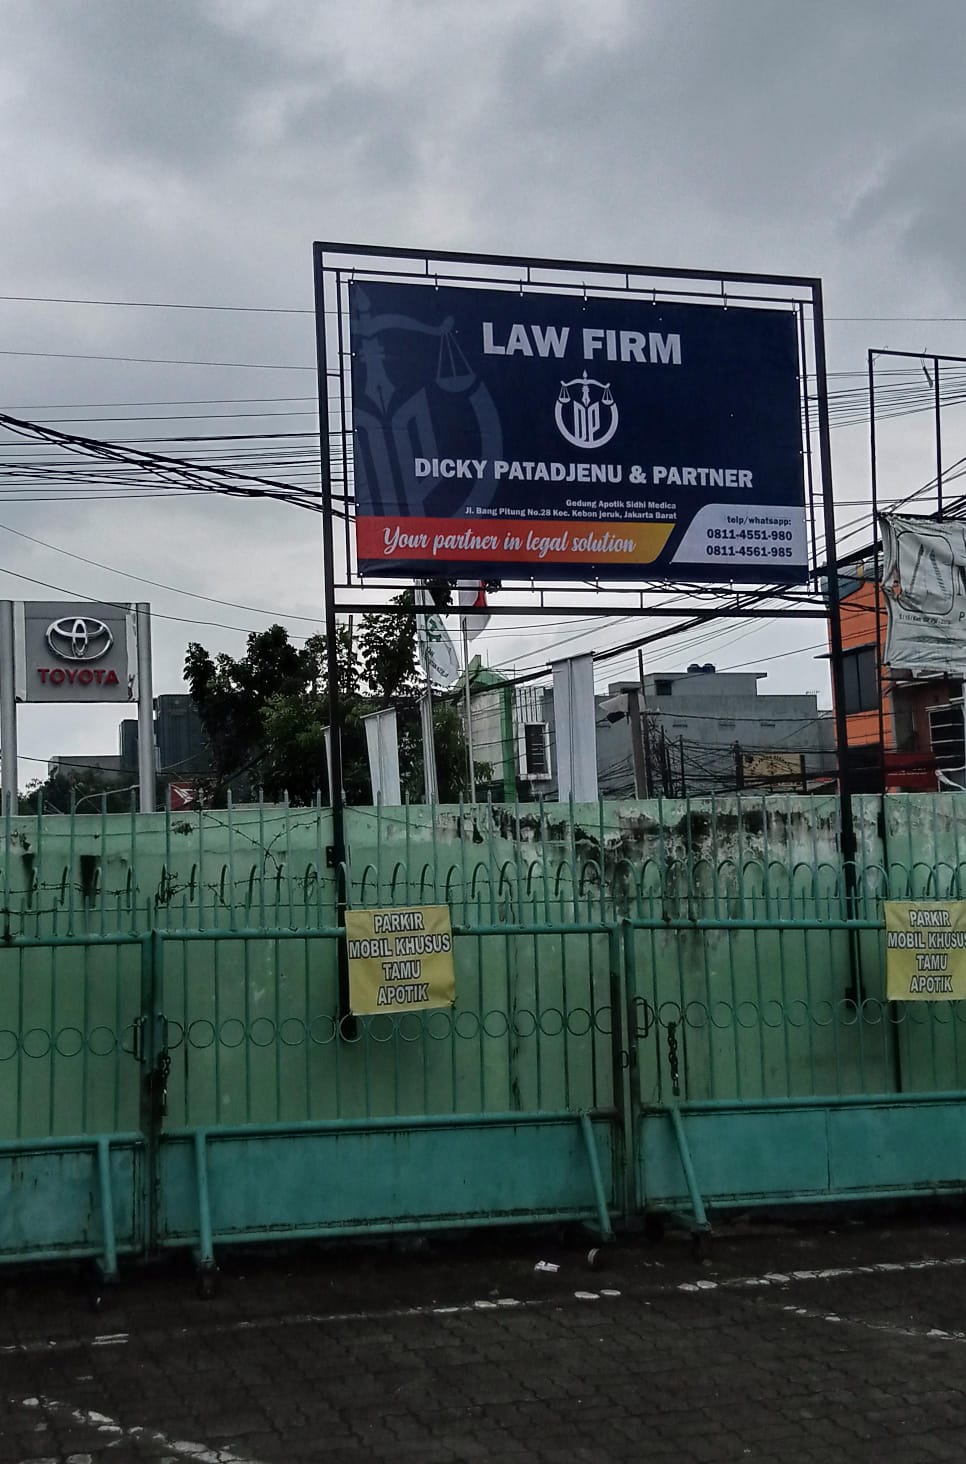 LAW FIRM
DP
DICKY PATADJENU & PARTNER
Gedung Apotik Sidhi Medica
Jl. Bang Pitung No.28 Kec. Kebon Jeruk, Jakarta Barat
Your partner in legal solution
telp/whatsapp:
0811-4551-980
0811-4561-985
TOYOTA
PARKIR
MOBIL KHUSUS
TAMU
APOTIK
PARKIR
MOBIL KHUSUS
TAMU
APOTIK